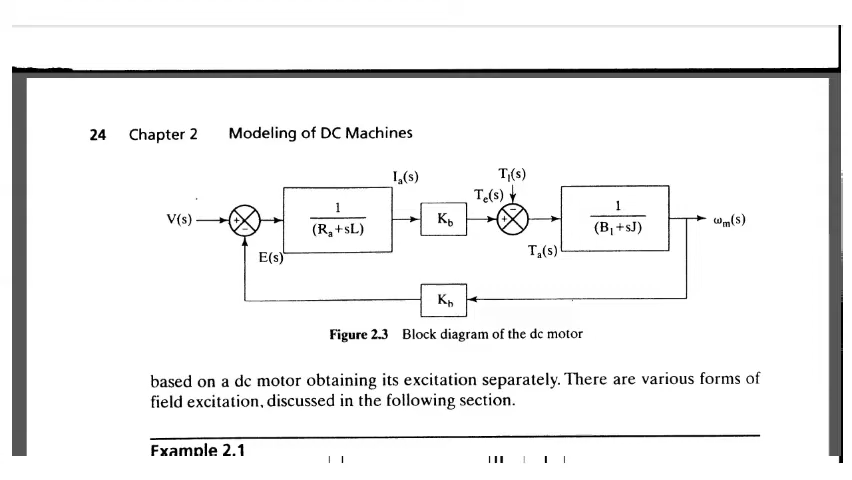 24 Chapter 2 Modeling of DC Machines
Iₐ(s)
Tₗ(s)
Tₑ(s)
V(s)
+
−
1
(Rₐ+sL)
K_b
+
−
1
(B₁+sJ)
ωₘ(s)
E(s)
Tₐ(s)
K_b
Figure 2.3 Block diagram of the dc motor
based on a dc motor obtaining its excitation separately. There are various forms of
field excitation, discussed in the following section.
Example 2.1